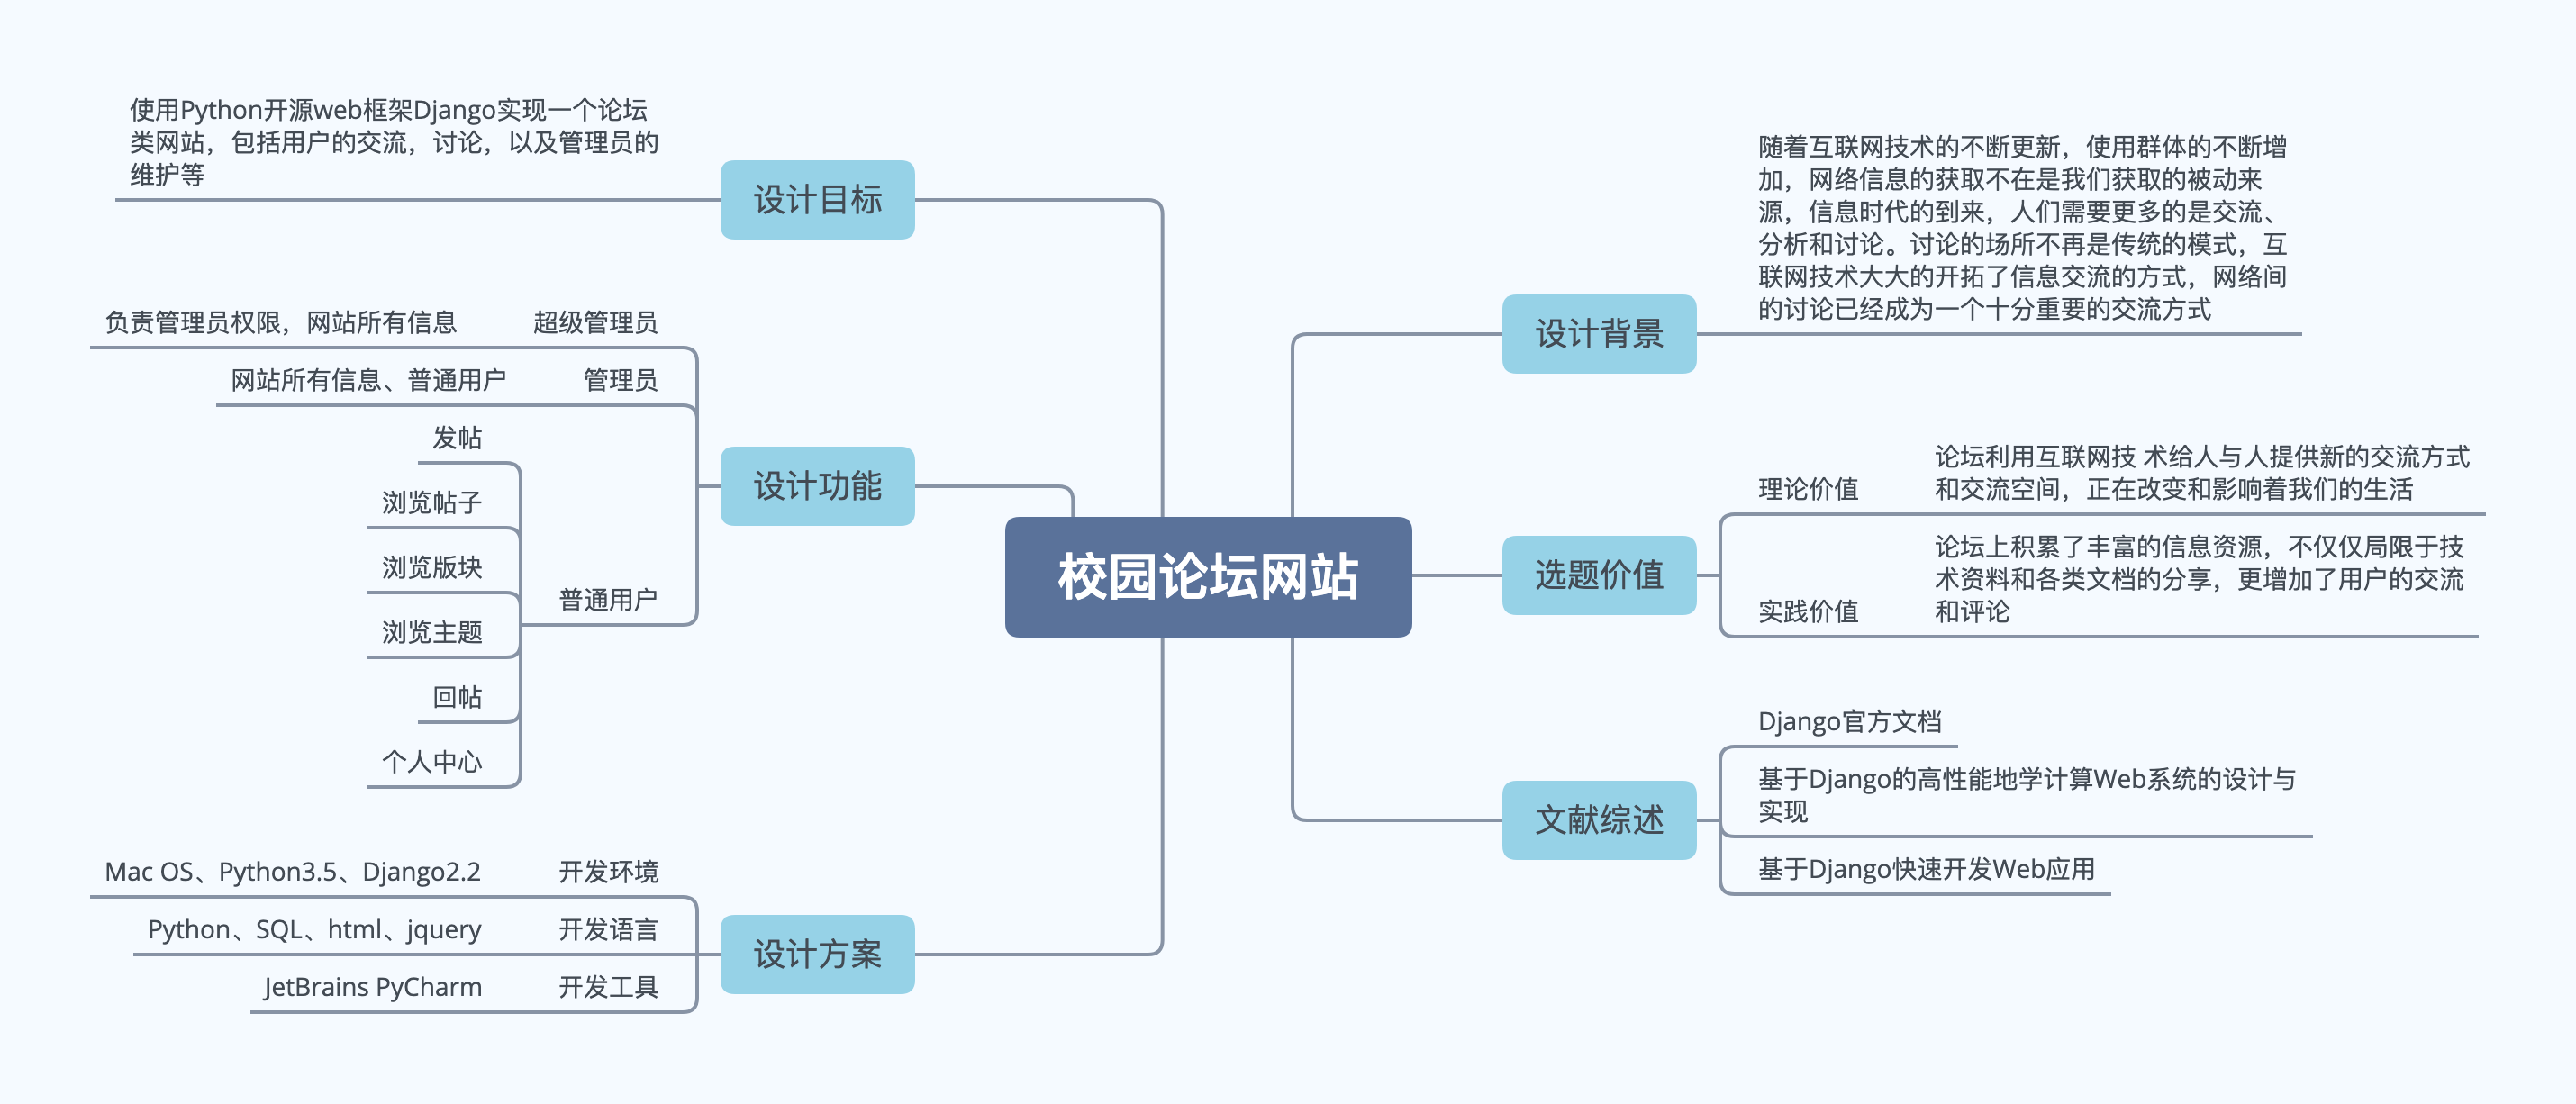 校园论坛网站
设计背景
随着互联网技术的不断更新，使用群体的不断增
加，网络信息的获取不在是我们获取的被动来
源，信息时代的到来，人们需要更多的是交流、
分析和讨论。讨论的场所不再是传统的模式，互
联网技术大大的开拓了信息交流的方式，网络间
的讨论已经成为一个十分重要的交流方式
选题价值
理论价值
论坛利用互联网技 术给人与人提供新的交流方式
和交流空间，正在改变和影响着我们的生活
实践价值
论坛上积累了丰富的信息资源，不仅仅局限于技
术资料和各类文档的分享，更增加了用户的交流
和评论
文献综述
Django官方文档
基于Django的高性能地学计算Web系统的设计与
实现
基于Django快速开发Web应用
设计目标
使用Python开源web框架Django实现一个论坛
类网站，包括用户的交流，讨论，以及管理员的
维护等
设计功能
超级管理员
负责管理员权限，网站所有信息
管理员
网站所有信息、普通用户
普通用户
发帖
浏览帖子
浏览版块
浏览主题
回帖
个人中心
设计方案
开发环境
Mac OS、Python3.5、Django2.2
开发语言
Python、SQL、html、jquery
开发工具
JetBrains PyCharm